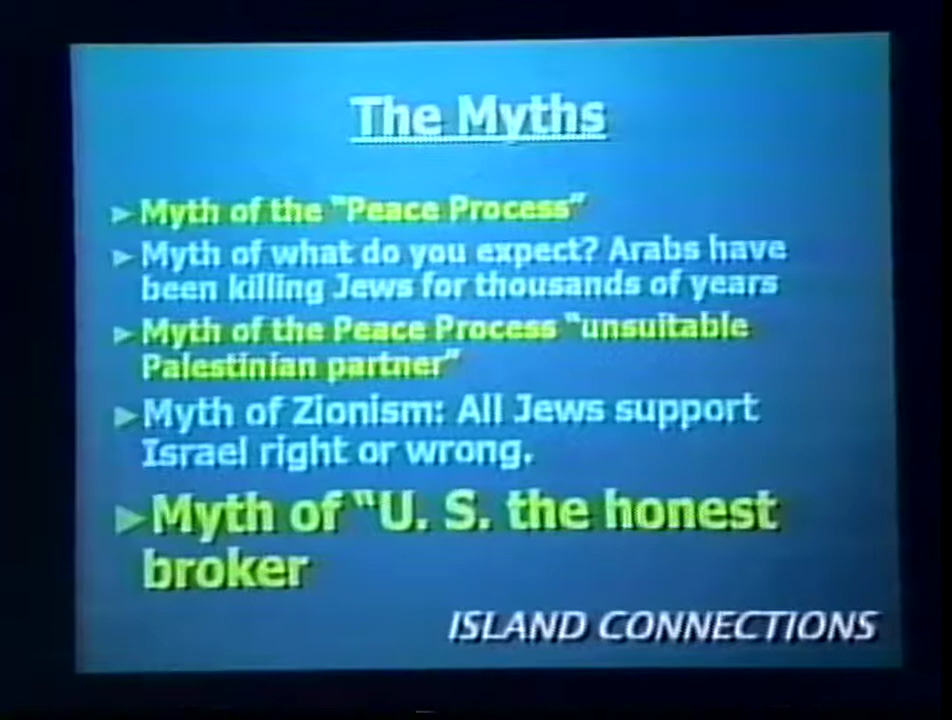 The Myths
► Myth of the “Peace Process”
► Myth of what do you expect? Arabs have
been killing Jews for thousands of years
► Myth of the Peace Process “unsuitable
Palestinian partner”
► Myth of Zionism: All Jews support
Israel right or wrong.
► Myth of “U. S. the honest
broker
ISLAND CONNECTIONS